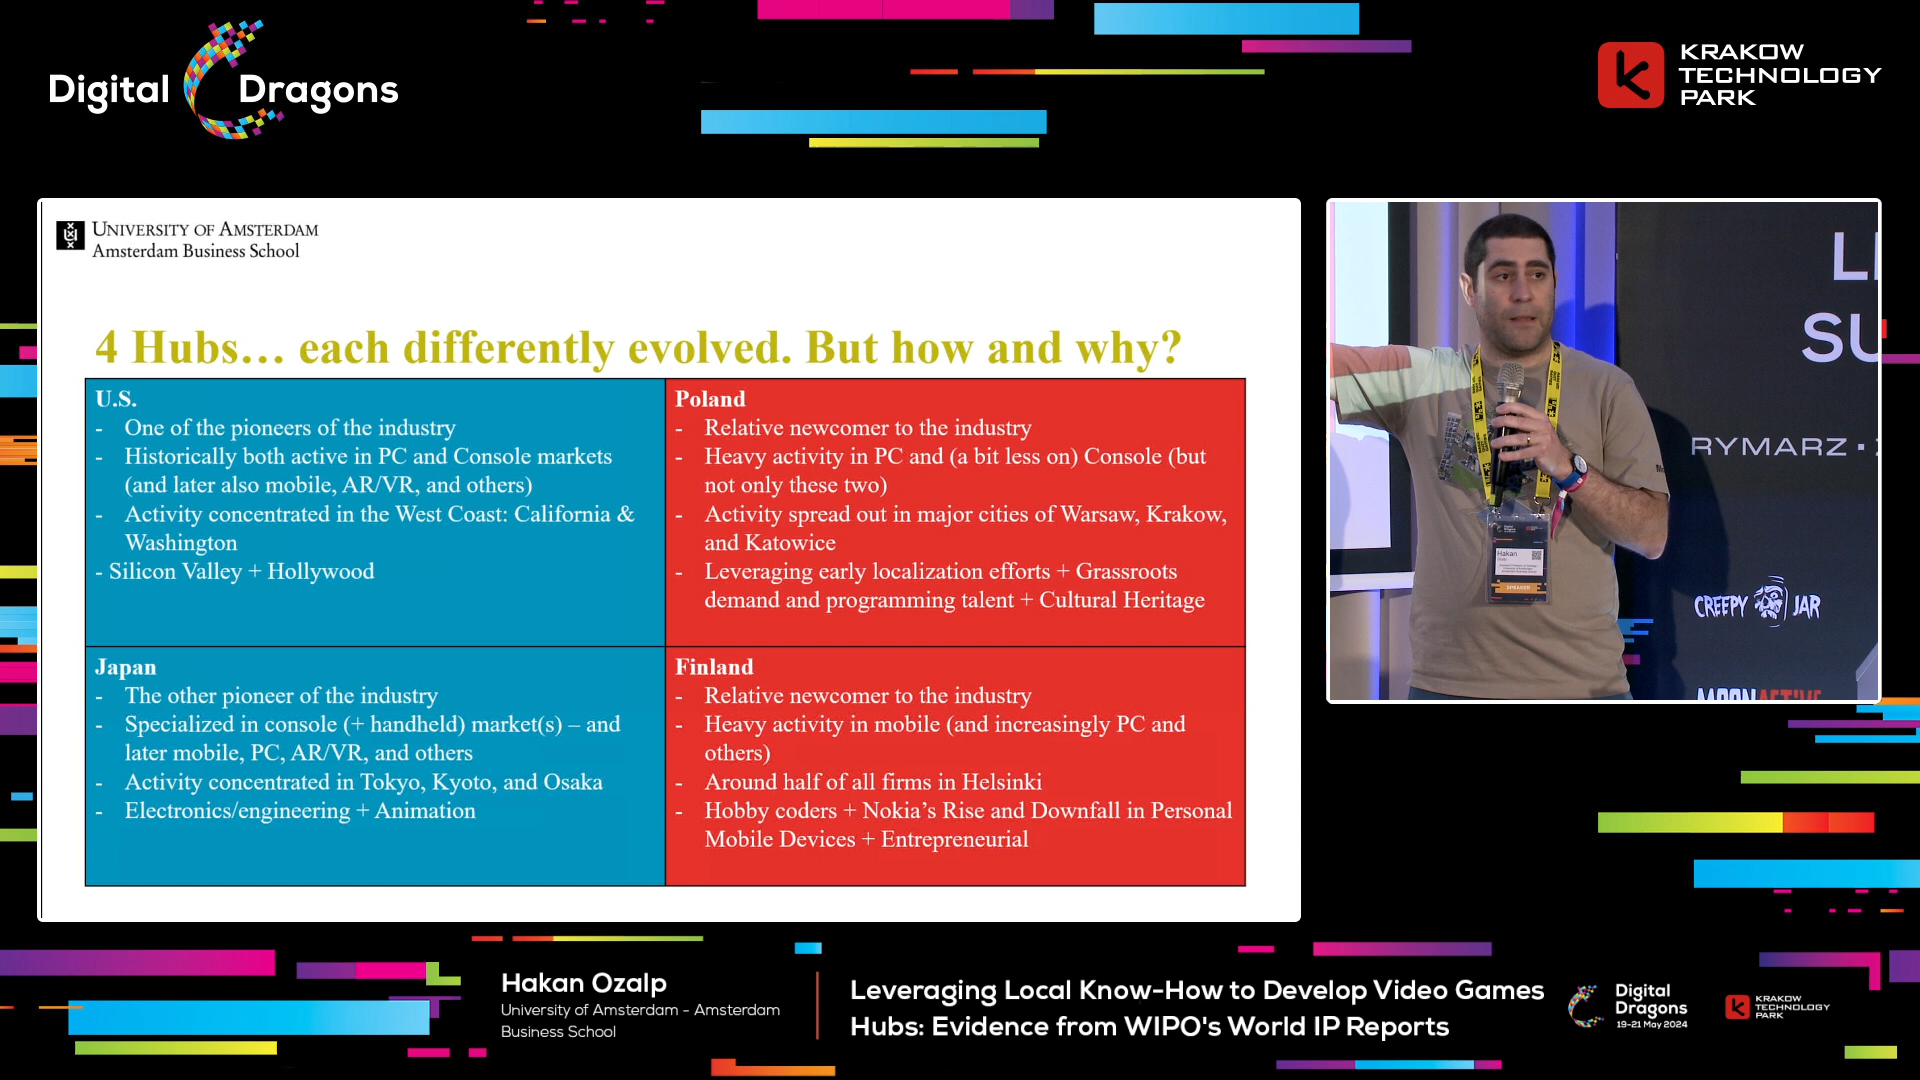 Digital Dragons
KRAKOW
TECHNOLOGY
PARK
UNIVERSITY OF AMSTERDAM
Amsterdam Business School
4 Hubs… each differently evolved. But how and why?
U.S.
- One of the pioneers of the industry
- Historically both active in PC and Console markets
(and later also mobile, AR/VR, and others)
- Activity concentrated in the West Coast: California &
Washington
- Silicon Valley + Hollywood
Poland
- Relative newcomer to the industry
- Heavy activity in PC and (a bit less on) Console (but
not only these two)
- Activity spread out in major cities of Warsaw, Krakow,
and Katowice
- Leveraging early localization efforts + Grassroots
demand and programming talent + Cultural Heritage
Japan
- The other pioneer of the industry
- Specialized in console (+ handheld) market(s) – and
later mobile, PC, AR/VR, and others
- Activity concentrated in Tokyo, Kyoto, and Osaka
- Electronics/engineering + Animation
Finland
- Relative newcomer to the industry
- Heavy activity in mobile (and increasingly PC and
others)
- Around half of all firms in Helsinki
- Hobby coders + Nokia's Rise and Downfall in Personal
Mobile Devices + Entrepreneurial
SU
RYMARZ
CREEPY JAR
MOONACTIVE
Hakan
SPEAKER
Hakan Ozalp
University of Amsterdam - Amsterdam
Business School
Leveraging Local Know-How to Develop Video Games
Hubs: Evidence from WIPO's World IP Reports
Digital
Dragons
19-21 May 2024
KRAKOW
TECHNOLOGY
PARK